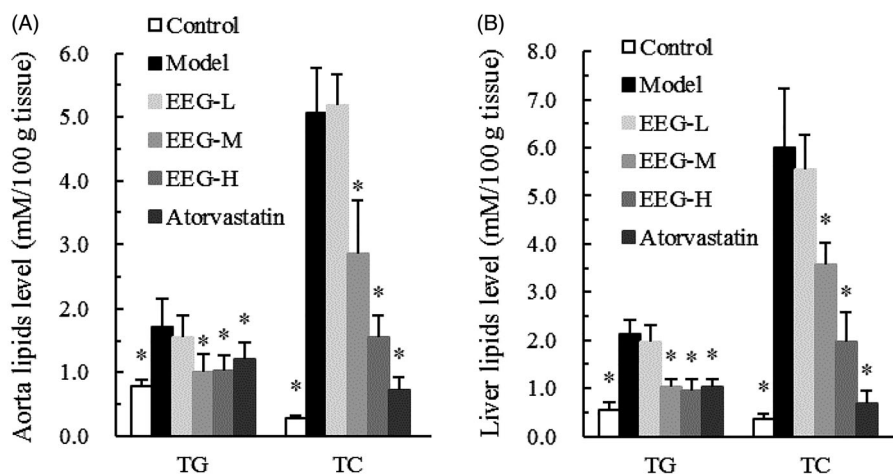 (A)
Aorta lipids level (mM/100 g tissue)
6.0
5.0
4.0
3.0
2.0
1.0
0.0
Control
Model
EEG-L
EEG-M
EEG-H
Atorvastatin
*
*
*
*
*
*
*
*
TG
TC
(B)
Liver lipids level (mM/100 g tissue)
8.0
7.0
6.0
5.0
4.0
3.0
2.0
1.0
0.0
Control
Model
EEG-L
EEG-M
EEG-H
Atorvastatin
*
*
*
*
*
*
*
*
TG
TC